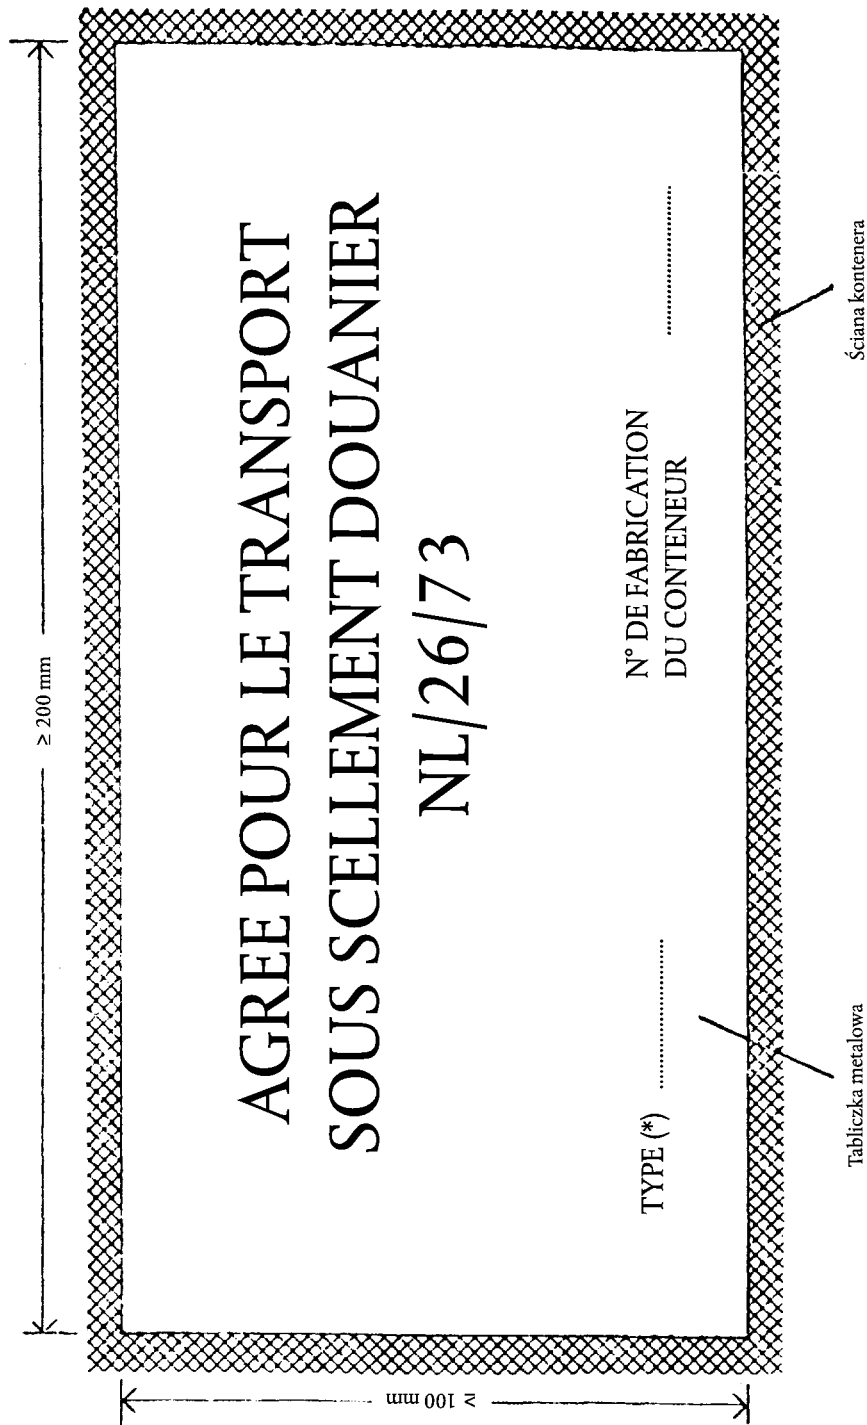 ≥ 200 mm
≥ 100 mm
AGREE POUR LE TRANSPORT
SOUS SCELLEMENT DOUANIER
NL/26/73
TYPE (*) ....................
N° DE FABRICATION
DU CONTENEUR ....................
Tabliczka metalowa
Ściana kontenera